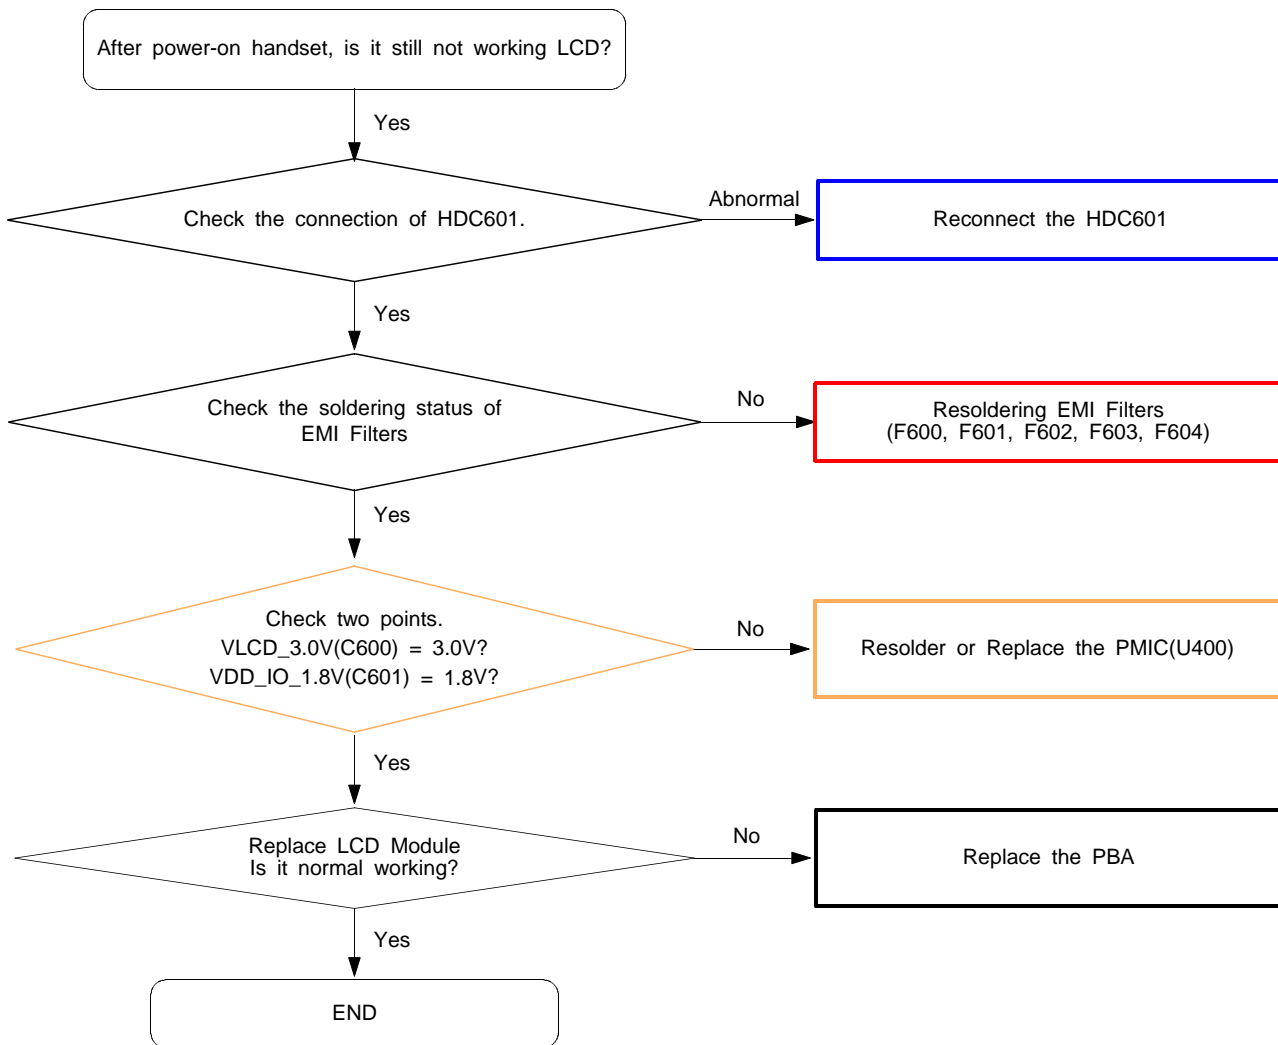 After power-on handset, is it still not working LCD?
Yes
Check the connection of HDC601.
Abnormal
Reconnect the HDC601
Yes
Check the soldering status of
EMI Filters
No
Resoldering EMI Filters
(F600, F601, F602, F603, F604)
Yes
Check two points.
VLCD_3.0V(C600) = 3.0V?
VDD_IO_1.8V(C601) = 1.8V?
No
Resolder or Replace the PMIC(U400)
Yes
Replace LCD Module
Is it normal working?
No
Replace the PBA
Yes
END